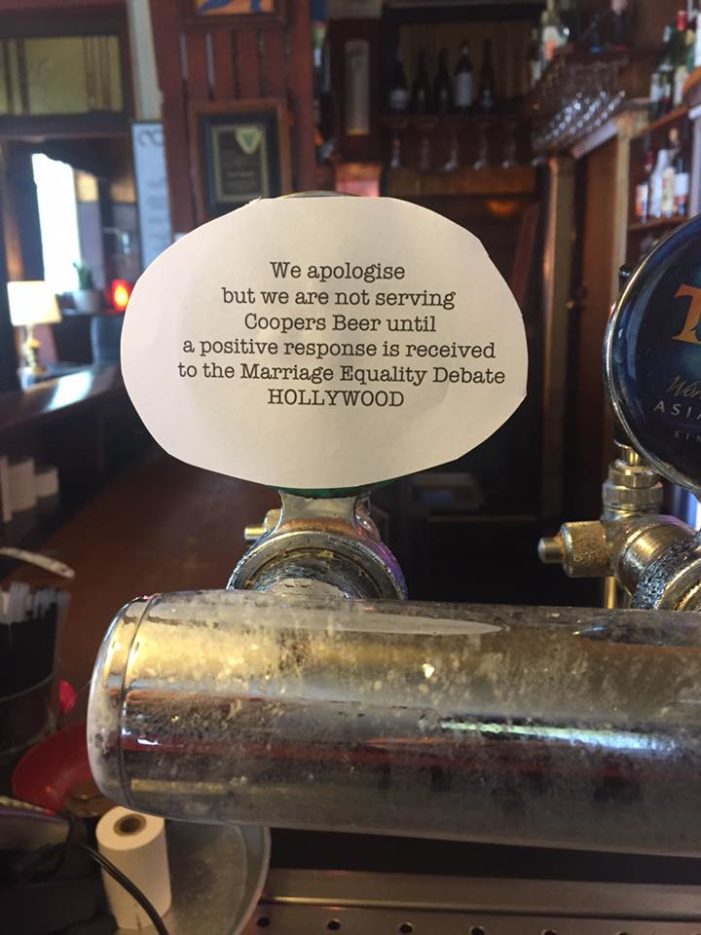 We apologise
but we are not serving
Coopers Beer until
a positive response is received
to the Marriage Equality Debate
HOLLYWOOD